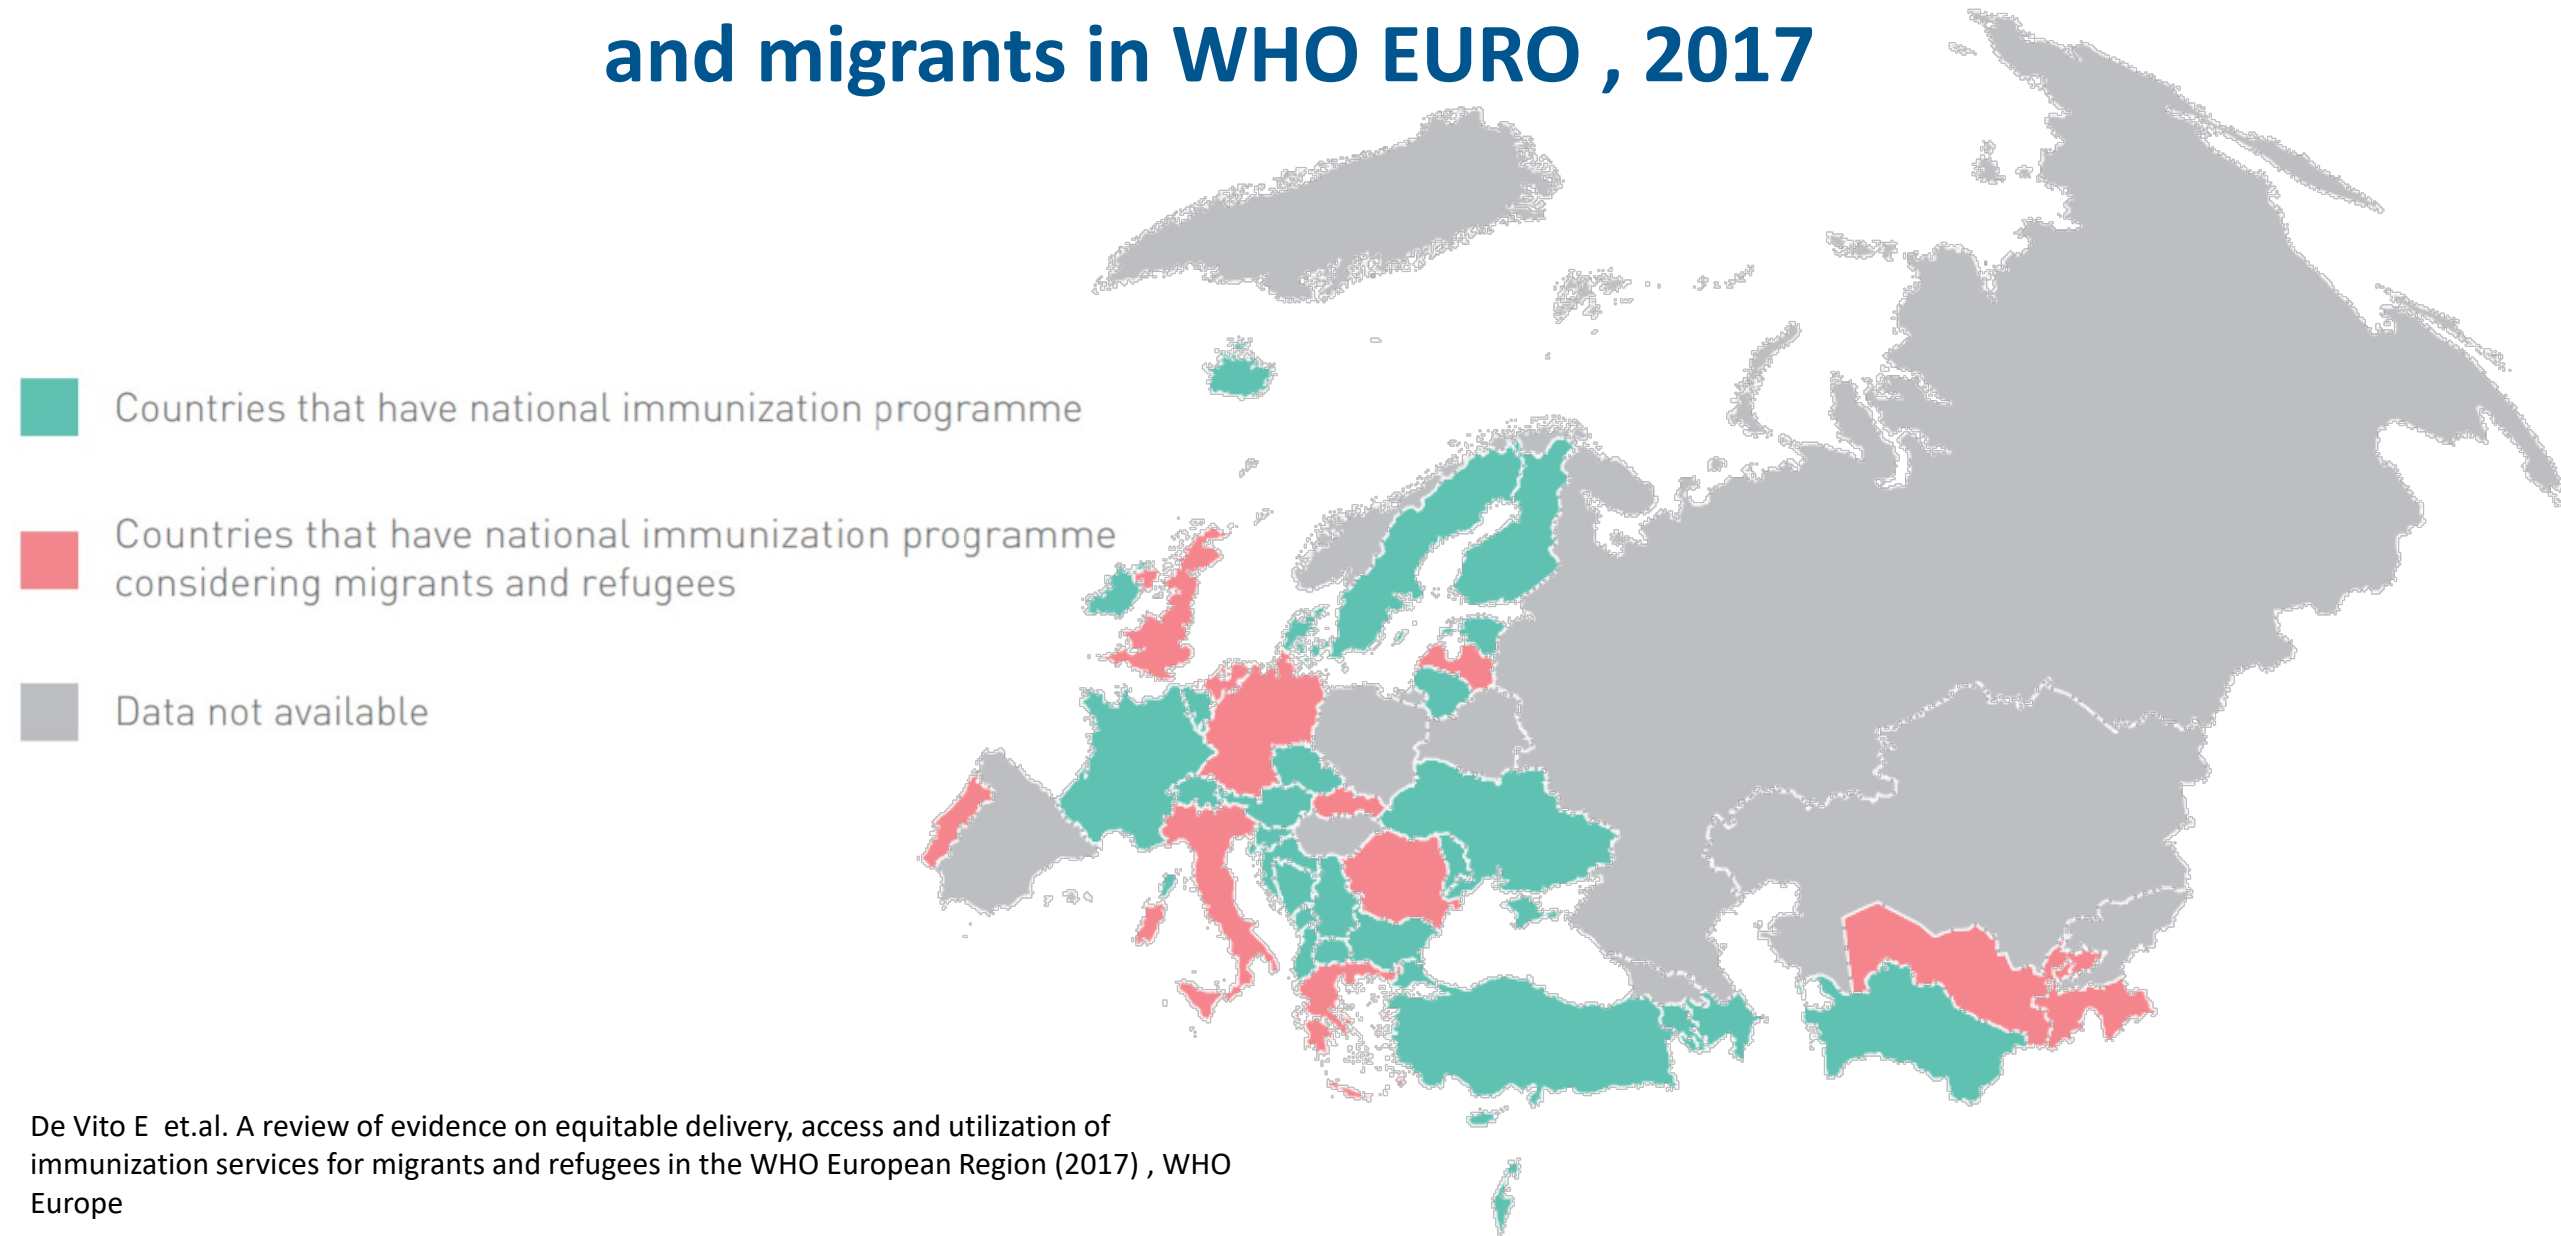 and migrants in WHO EURO , 2017
Countries that have national immunization programme
Countries that have national immunization programme
considering migrants and refugees
Data not available
De Vito E et.al. A review of evidence on equitable delivery, access and utilization of
immunization services for migrants and refugees in the WHO European Region (2017) , WHO
Europe